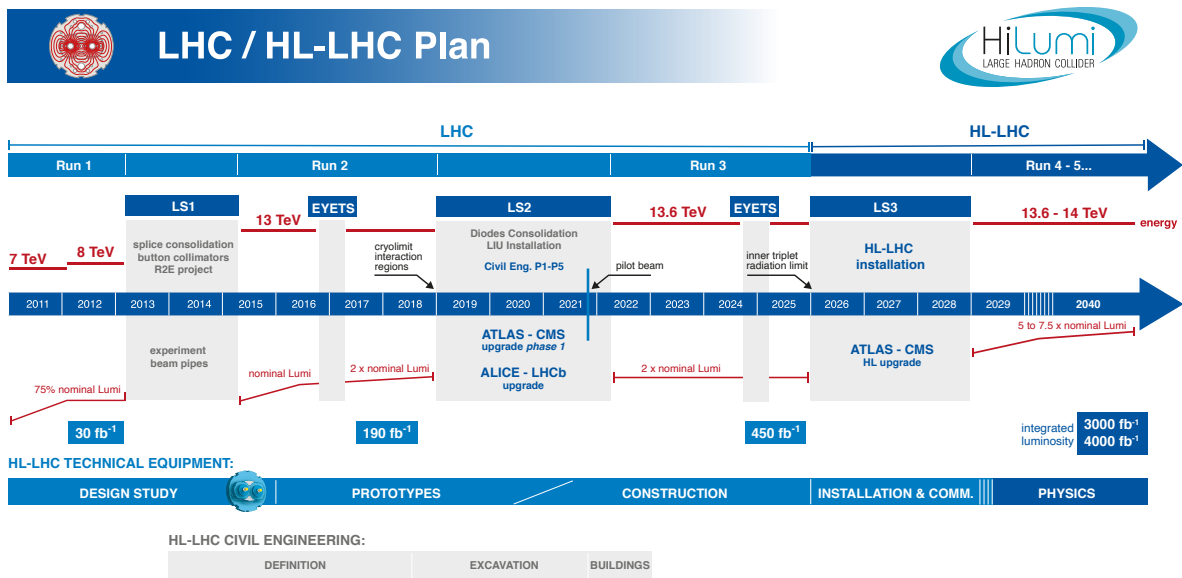 LHC / HL-LHC Plan
HiLumi
LARGE HADRON COLLIDER
LHC
HL-LHC
Run 1
Run 2
Run 3
Run 4 - 5...
LS1
EYETS
LS2
EYETS
LS3
7 TeV
8 TeV
13 TeV
13.6 TeV
13.6 - 14 TeV
energy
splice consolidation
button collimators
R2E project
cryolimit
interaction
regions
Diodes Consolidation
LIU Installation
Civil Eng. P1-P5
pilot beam
inner triplet
radiation limit
HL-LHC
installation
2011
2012
2013
2014
2015
2016
2017
2018
2019
2020
2021
2022
2023
2024
2025
2026
2027
2028
2029
2040
experiment
beam pipes
75% nominal Lumi
nominal Lumi
2 x nominal Lumi
ATLAS - CMS
upgrade phase 1
ALICE - LHCb
upgrade
2 x nominal Lumi
ATLAS - CMS
HL upgrade
5 to 7.5 x nominal Lumi
30 fb-1
190 fb-1
450 fb-1
integrated
luminosity
3000 fb-1
4000 fb-1
HL-LHC TECHNICAL EQUIPMENT:
DESIGN STUDY
PROTOTYPES
CONSTRUCTION
INSTALLATION & COMM.
PHYSICS
HL-LHC CIVIL ENGINEERING:
DEFINITION
EXCAVATION
BUILDINGS